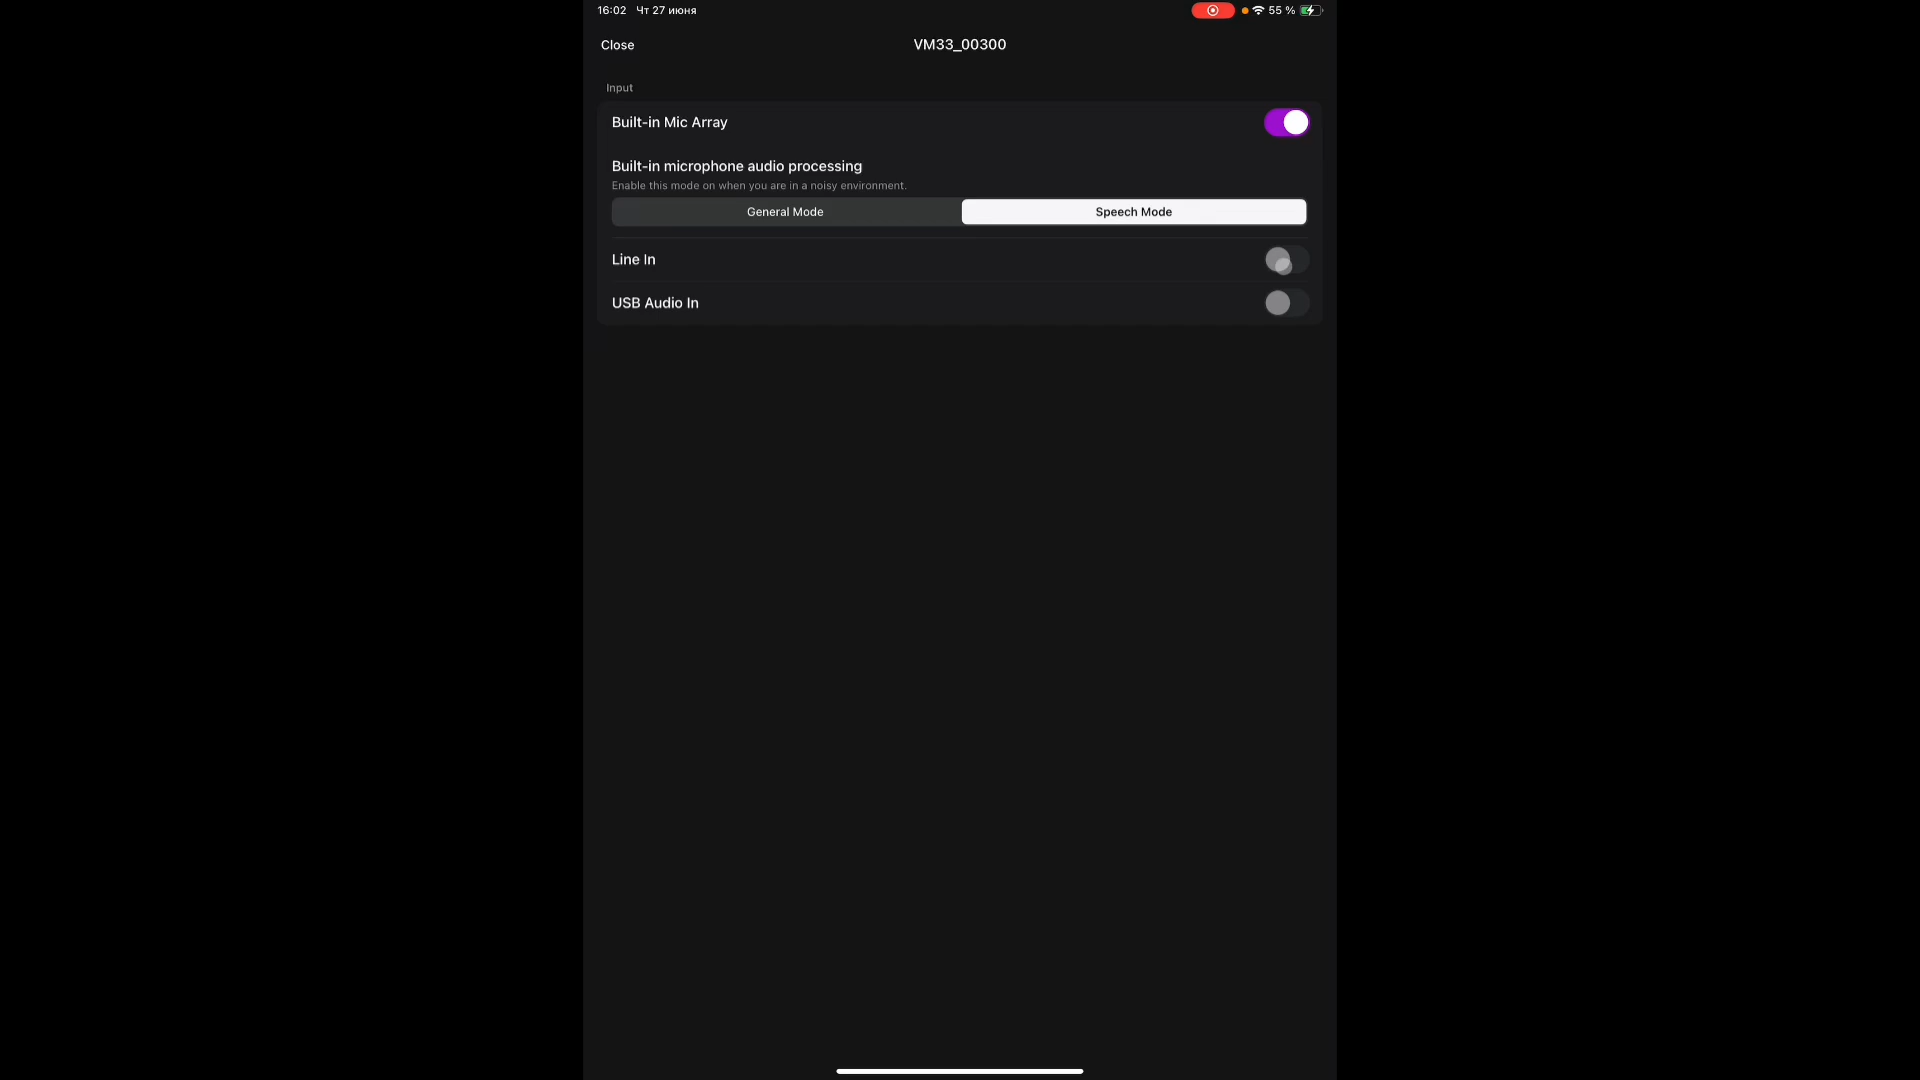 16:02 Чт 27 июня
55 %
Close
VM33_00300
Input
Built-in Mic Array
Built-in microphone audio processing
Enable this mode on when you are in a noisy environment.
General Mode
Speech Mode
Line In
USB Audio In